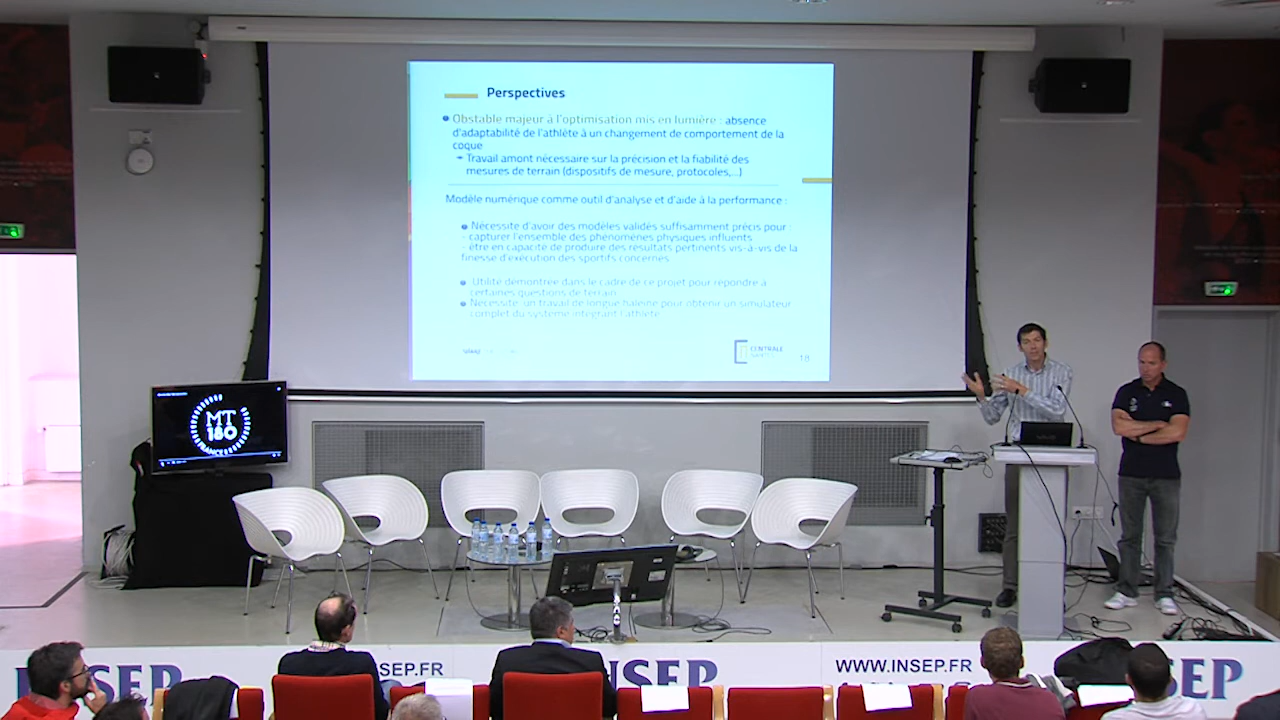 Perspectives
Obstable majeur à l'optimisation mis en lumière : absence
d'adaptabilité de l'athlète à un changement de comportement de la
coque
Travail amont nécessaire sur la précision et la fiabilité des
mesures de terrain (dispositifs de mesure, protocoles,...)
Modèle numérique comme outil d'analyse et d'aide à la performance :
Nécessite d'avoir des modèles validés suffisamment précis pour :
- capturer l'ensemble des phénomènes physiques influents
- être en capacité de produire des résultats pertinents vis-à-vis de la
finesse d'exécution des sportifs concernés
Utilité démontrée dans le cadre de ce projet pour répondre à
certaines questions de terrain
Nécessite un travail de longue haleine pour obtenir un simulateur
complet du système intégrant l'athlète
CENTRALE
18
MT
180
FRANCE
INSEP
WWW.INSEP.FR
INSEP
WWW.INSEP.FR
INSEP